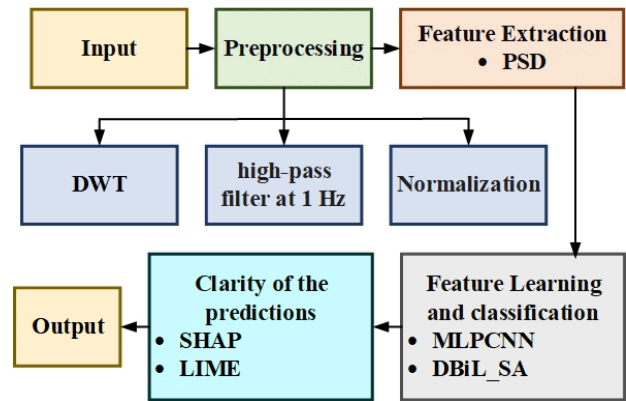 Input
Preprocessing
Feature Extraction
• PSD
DWT
high-pass
filter at 1 Hz
Normalization
Output
Clarity of the
predictions
• SHAP
• LIME
Feature Learning
and classification
• MLPCNN
• DBiL_SA